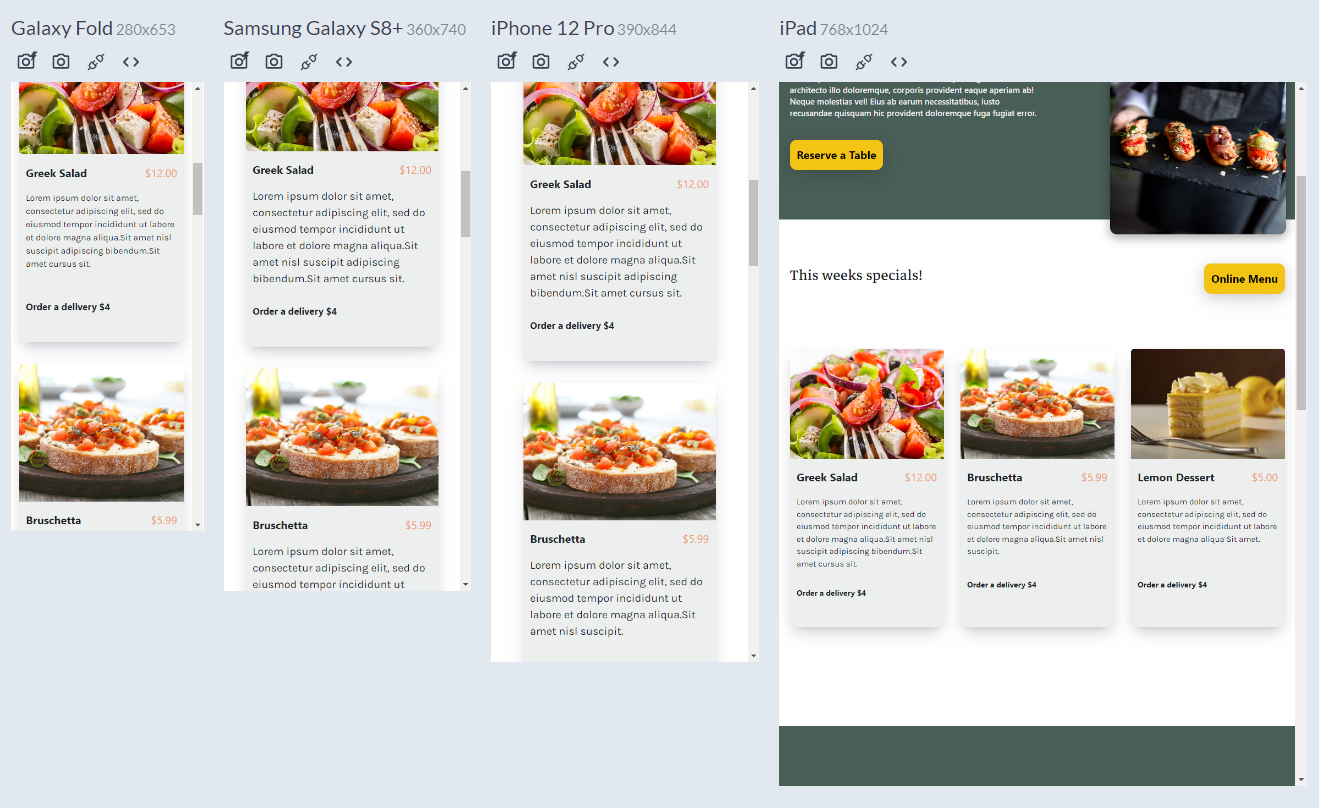 Galaxy Fold 280x653
Greek Salad $12.00
Lorem ipsum dolor sit amet,
consectetur adipiscing elit, sed do
eiusmod tempor incididunt ut labore
et dolore magna aliqua.Sit amet nisl
suscipit adipiscing bibendum.Sit
amet cursus sit.
Order a delivery $4
Bruschetta $5.99
Samsung Galaxy S8+ 360x740
Greek Salad $12.00
Lorem ipsum dolor sit amet,
consectetur adipiscing elit, sed do
eiusmod tempor incididunt ut
labore et dolore magna aliqua.Sit
amet nisl suscipit adipiscing
bibendum.Sit amet cursus sit.
Order a delivery $4
Bruschetta $5.99
Lorem ipsum dolor sit amet,
consectetur adipiscing elit, sed do
eiusmod tempor incididunt ut
iPhone 12 Pro 390x844
Greek Salad $12.00
Lorem ipsum dolor sit amet,
consectetur adipiscing elit, sed do
eiusmod tempor incididunt ut
labore et dolore magna aliqua.Sit
amet nisl suscipit adipiscing
bibendum.Sit amet cursus sit.
Order a delivery $4
Bruschetta $5.99
Lorem ipsum dolor sit amet,
consectetur adipiscing elit, sed do
eiusmod tempor incididunt ut
labore et dolore magna aliqua.Sit
amet nisl suscipit.
iPad 768x1024
architecto illo doloremque, corporis provident eaque aperiam ab!
Neque molestias vel! Eius ab earum necessitatibus, iusto
recusandae quisquam hic provident doloremque fuga fugiat error.
Reserve a Table
This weeks specials!
Online Menu
Greek Salad $12.00
Lorem ipsum dolor sit amet,
consectetur adipiscing elit, sed do
eiusmod tempor incididunt ut labore
et dolore magna aliqua.Sit amet nisl
suscipit adipiscing bibendum.Sit
amet cursus sit.
Order a delivery $4
Bruschetta $5.99
Lorem ipsum dolor sit amet,
consectetur adipiscing elit, sed do
eiusmod tempor incididunt ut labore
et dolore magna aliqua.Sit amet nisl
suscipit.
Order a delivery $4
Lemon Dessert $5.00
Lorem ipsum dolor sit amet,
consectetur adipiscing elit, sed do
eiusmod tempor incididunt ut labore
et dolore magna aliqua Sit amet.
Order a delivery $4